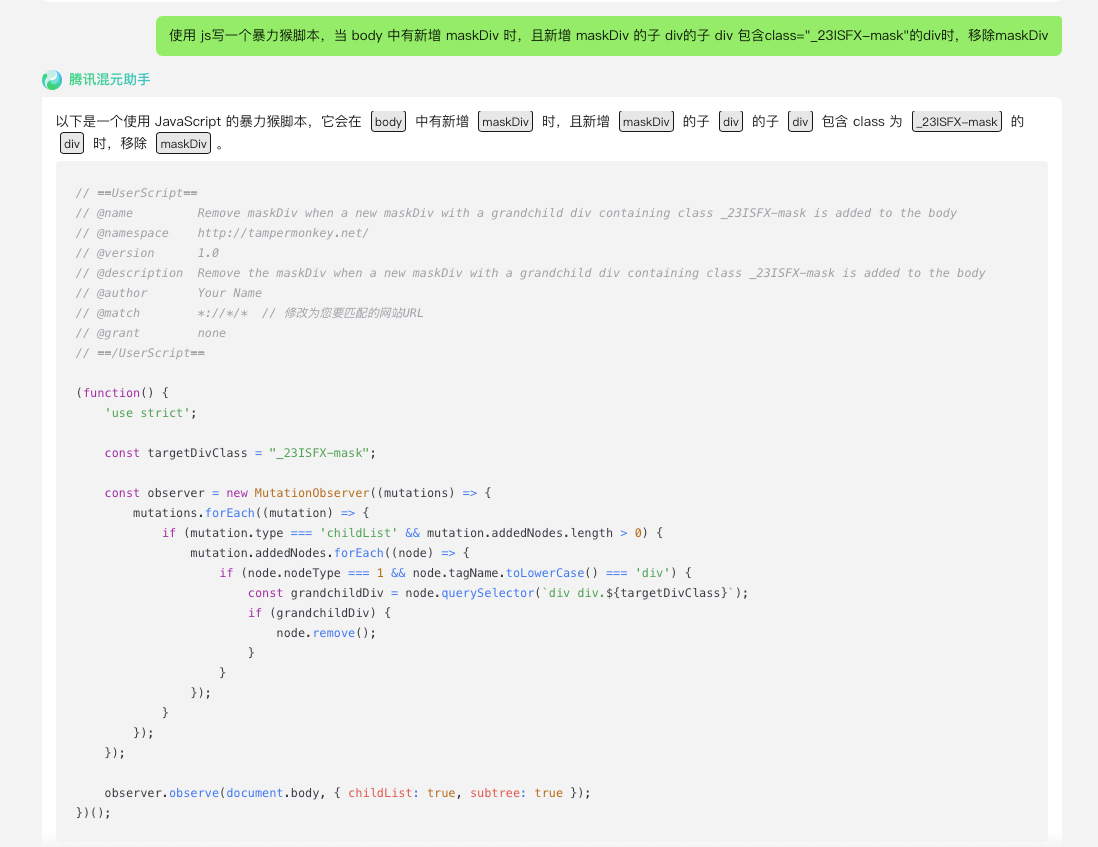 使用 js写一个暴力猴脚本，当 body 中有新增 maskDiv 时，且新增 maskDiv 的子 div的子 div 包含class="_23ISFX-mask"的div时，移除maskDiv
腾讯混元助手
以下是一个使用 JavaScript 的暴力猴脚本，它会在 body 中有新增 maskDiv 时，且新增 maskDiv 的子 div 的子 div 包含 class 为 _23ISFX-mask 的
div 时，移除 maskDiv 。
// ==UserScript==
// @name         Remove maskDiv when a new maskDiv with a grandchild div containing class _23ISFX-mask is added to the body
// @namespace    http://tampermonkey.net/
// @version      1.0
// @description  Remove the maskDiv when a new maskDiv with a grandchild div containing class _23ISFX-mask is added to the body
// @author       Your Name
// @match        *://*/*  // 修改为您要匹配的网站URL
// @grant        none
// ==/UserScript==
(function() {
    'use strict';
    const targetDivClass = "_23ISFX-mask";
    const observer = new MutationObserver((mutations) => {
        mutations.forEach((mutation) => {
            if (mutation.type === 'childList' && mutation.addedNodes.length > 0) {
                mutation.addedNodes.forEach((node) => {
                    if (node.nodeType === 1 && node.tagName.toLowerCase() === 'div') {
                        const grandchildDiv = node.querySelector(`div div.${targetDivClass}`);
                        if (grandchildDiv) {
                            node.remove();
                        }
                    }
                });
            }
        });
    });
    observer.observe(document.body, { childList: true, subtree: true });
})();